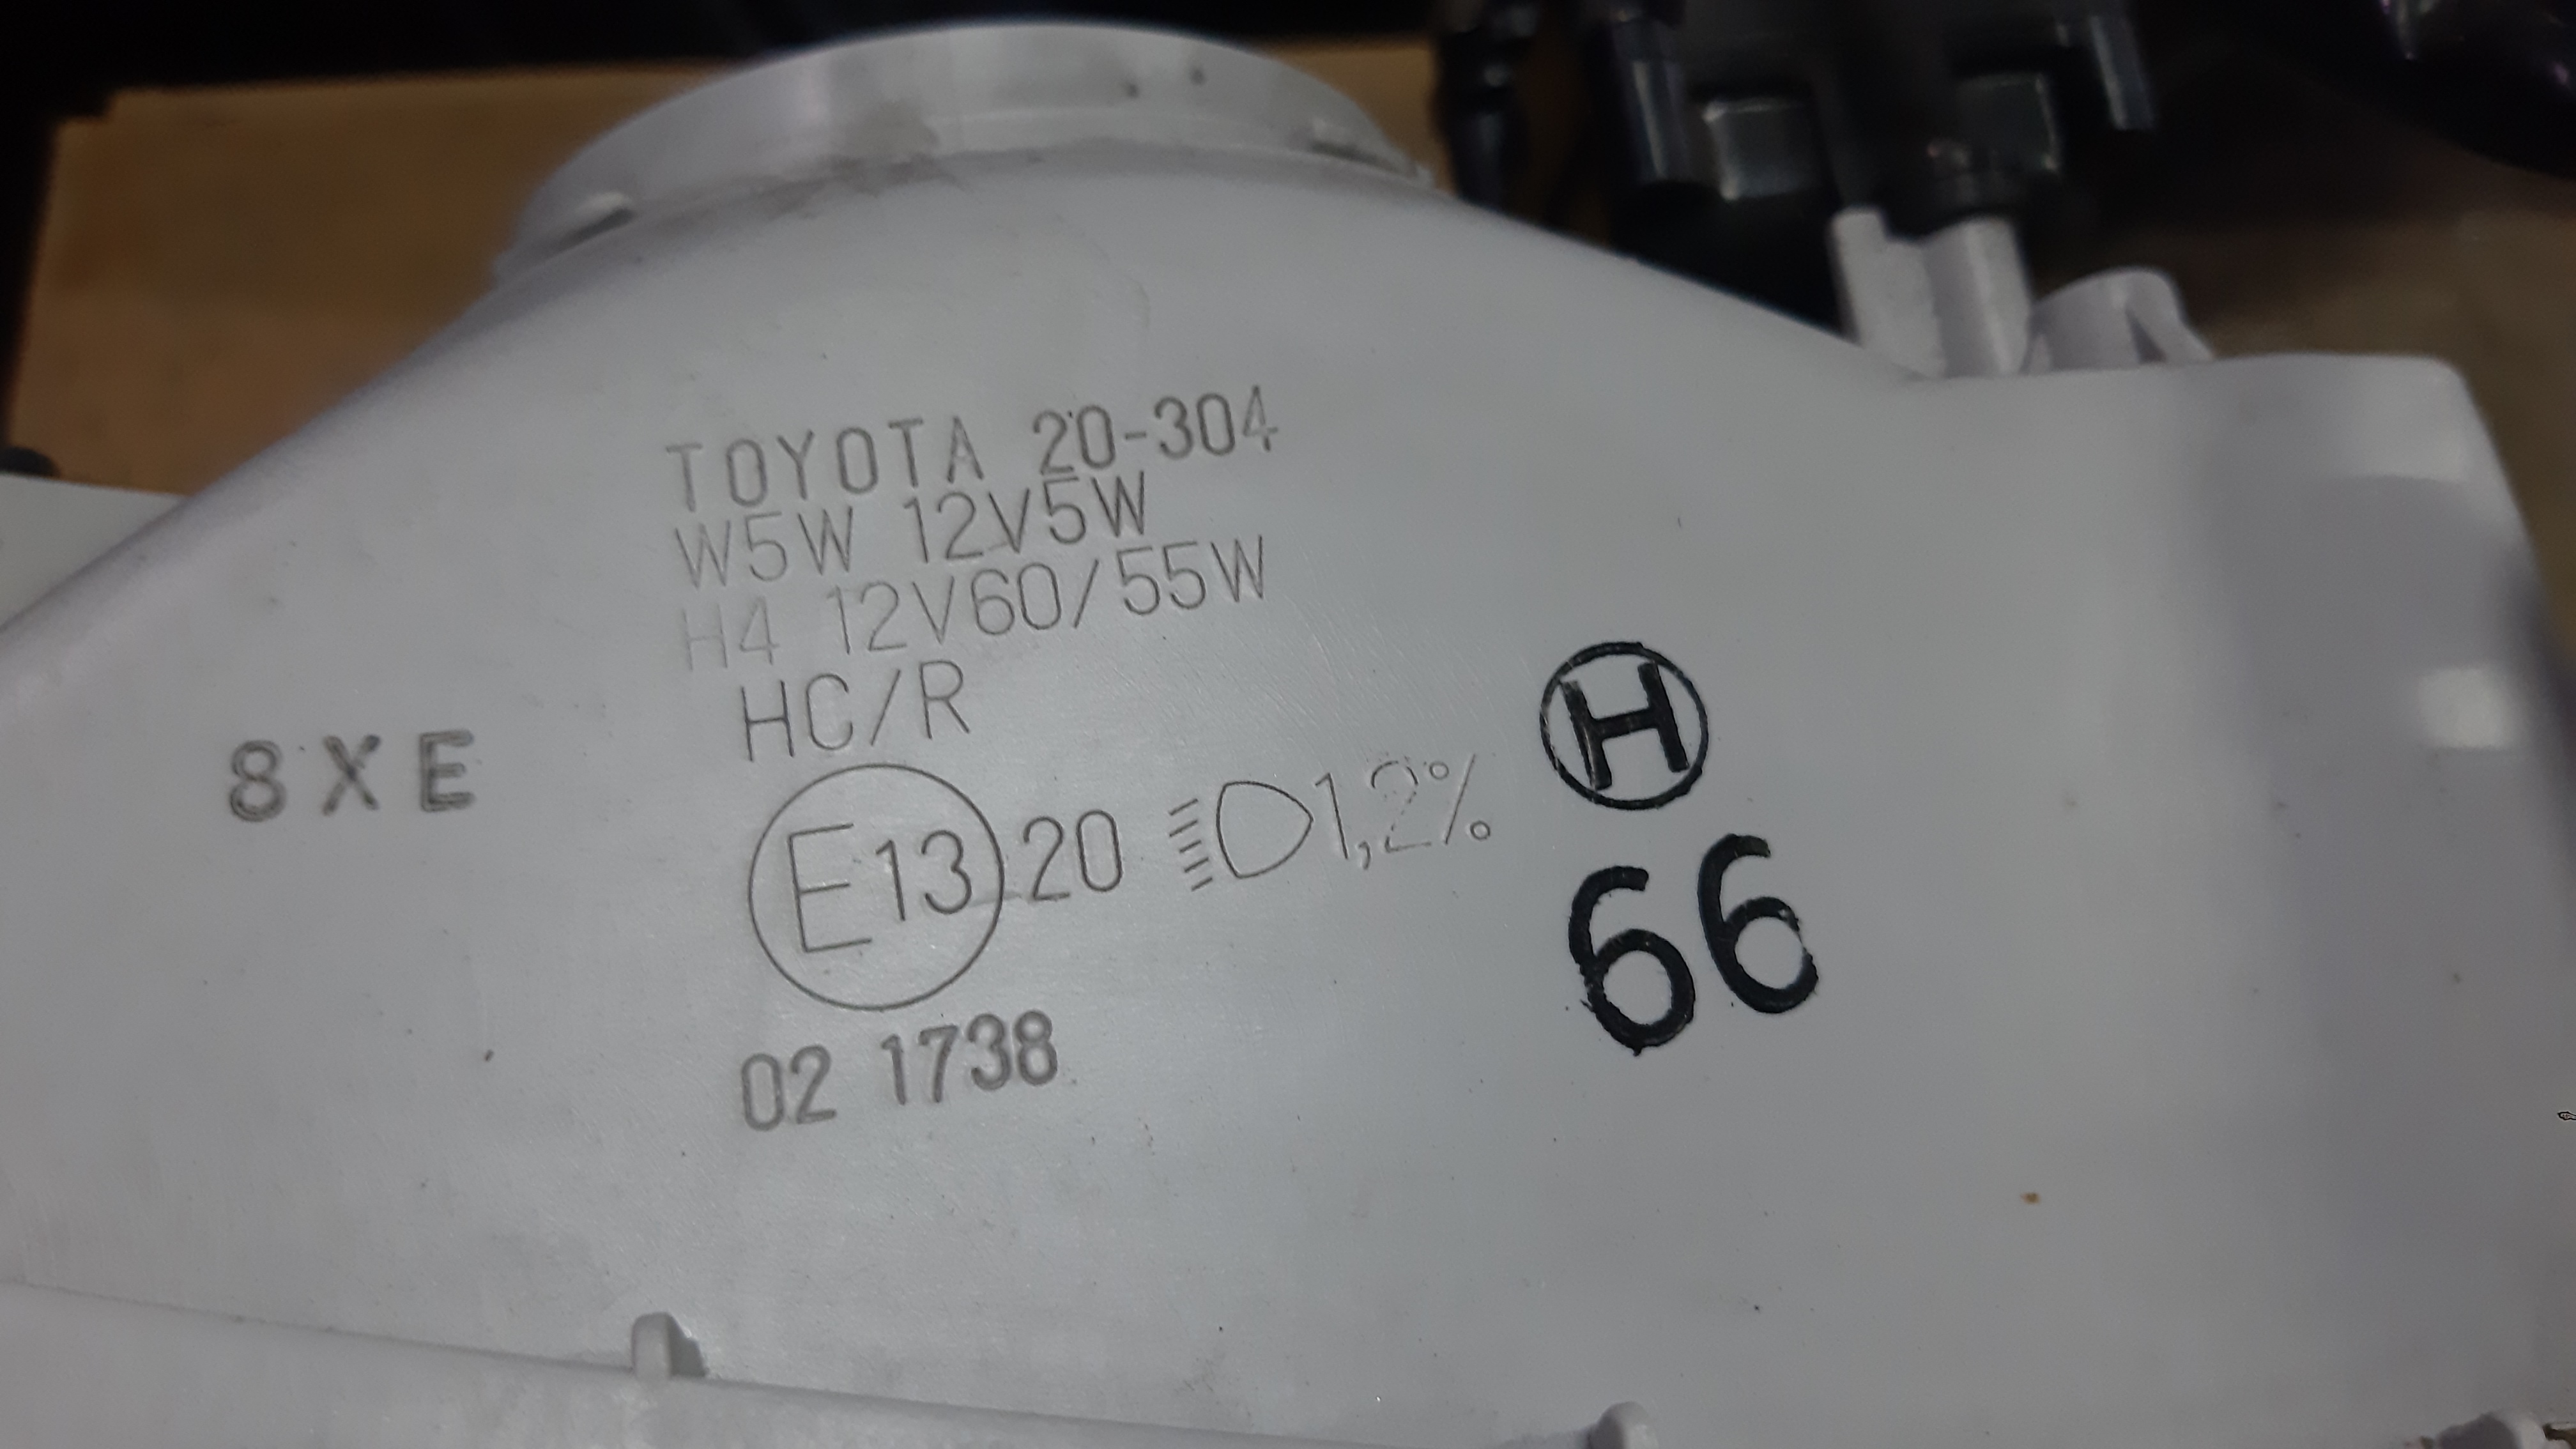 TOYOTA 20-304
W5W 12V5W
H4 12V60/55W
HC/R
8XE
E13 20 1,2%
02 1738
H
66